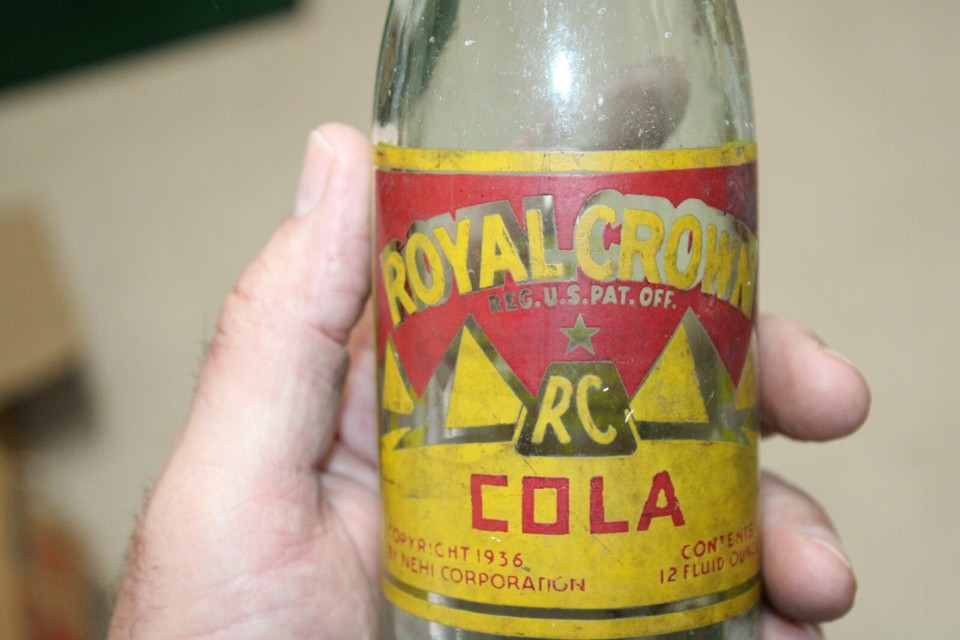 ROYAL CROWN
REG. U.S. PAT. OFF.
RC
COLA
COPYRIGHT 1936
BY NEHI CORPORATION
CONTENTS
12 FLUID OUNC